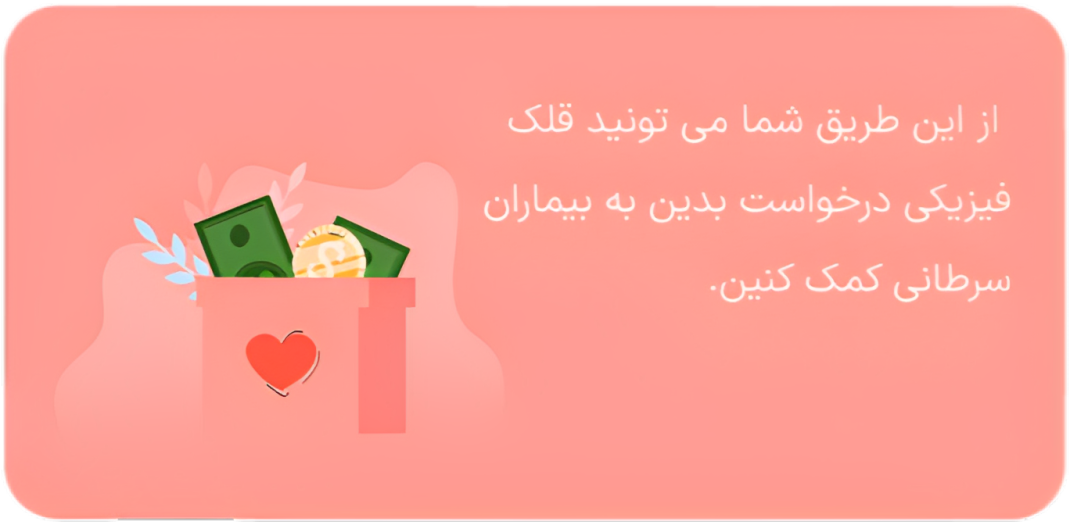 از این طریق شما می تونید قلک
فیزیکی درخواست بدین به بیماران
سرطانی کمک کنین.